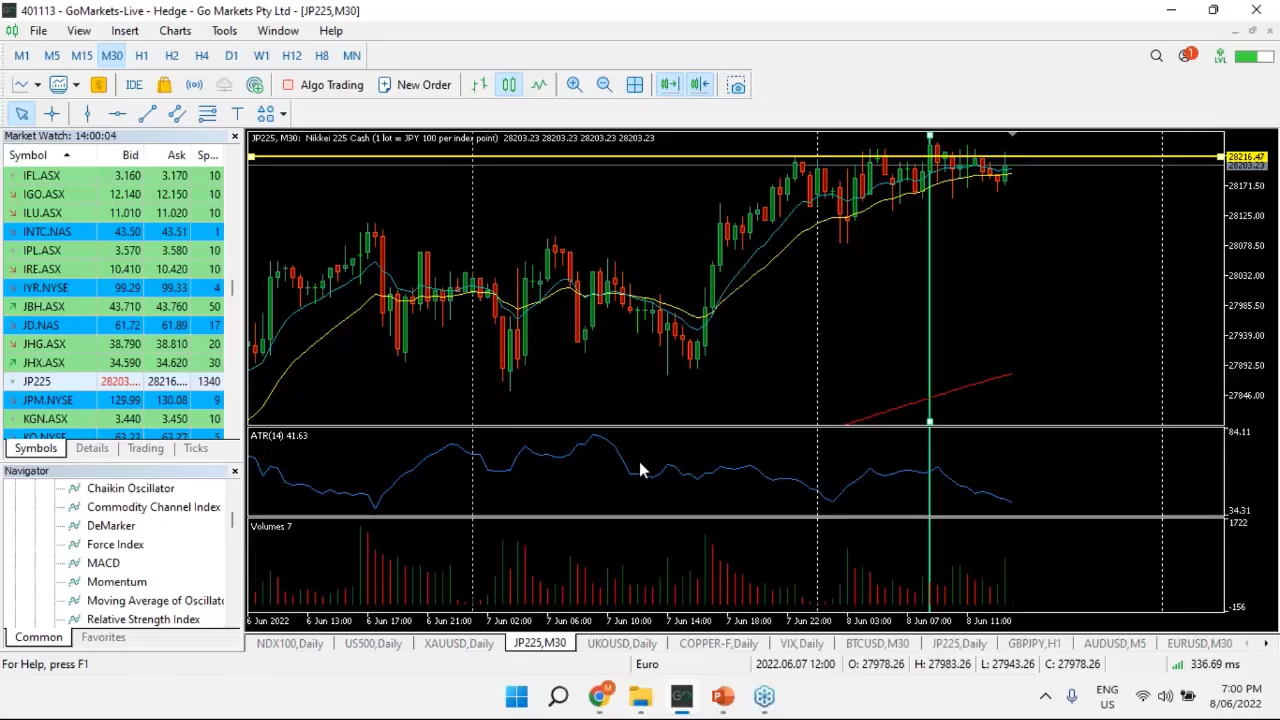 401113 - GoMarkets-Live - Hedge - Go Markets Pty Ltd - [JP225,M30]
File View Insert Charts Tools Window Help
M1 M5 M15 M30 H1 H2 H4 D1 W1 H12 H8 MN
1 LVL
IDE Algo Trading New Order
Market Watch: 14:00:04
Symbol Bid Ask Sp...
IFL.ASX 3.160 3.170 10
IGO.ASX 12.140 12.150 10
ILU.ASX 11.010 11.020 10
INTC.NAS 43.50 43.51 1
IPL.ASX 3.570 3.580 10
IRE.ASX 10.410 10.420 10
IYR.NYSE 99.29 99.33 4
JBH.ASX 43.710 43.760 50
JD.NAS 61.72 61.89 17
JHG.ASX 38.790 38.810 20
JHX.ASX 34.590 34.620 30
JP225 28203.... 28216.... 1340
JPM.NYSE 129.99 130.08 9
KGN.ASX 3.440 3.450 10
KO.NYSE 63.22 63.27 5
Symbols Details Trading Ticks
Navigator
Chaikin Oscillator
Commodity Channel Index
DeMarker
Force Index
MACD
Momentum
Moving Average of Oscillato
Relative Strength Index
Common Favorites
JP225, M30: Nikkei 225 Cash (1 lot = JPY 100 per index point) 28203.23 28203.23 28203.23 28203.23
28216.47
28203.23
28171.50
28125.00
28078.50
28032.00
27985.50
27939.00
27892.50
27846.00
ATR(14) 41.63
84.11
34.31
Volumes 7
1722
-156
6 Jun 2022 6 Jun 13:00 6 Jun 17:00 6 Jun 21:00 7 Jun 02:00 7 Jun 06:00 7 Jun 10:00 7 Jun 14:00 7 Jun 18:00 7 Jun 22:00 8 Jun 03:00 8 Jun 07:00 8 Jun 11:00
NDX100,Daily US500,Daily XAUUSD,Daily JP225,M30 UKOUSD,Daily COPPER-F,Daily VIX,Daily BTCUSD,M30 JP225,Daily GBPJPY,H1 AUDUSD,M5 EURUSD,M30
For Help, press F1 Euro 2022.06.07 12:00 O: 27978.26 H: 27983.26 L: 27943.26 C: 27978.26 336.69 ms
M GO P
ENG
US
7:00 PM
8/06/2022